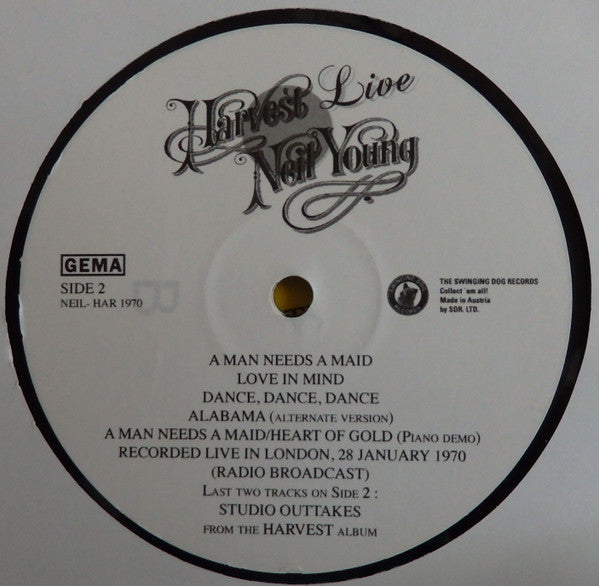 Harvest Live
Neil Young
GEMA
SIDE 2
NEIL- HAR 1970
THE SWINGING DOG RECORDS
Collect 'em all!
Made in Austria
by SDR. LTD.
A MAN NEEDS A MAID
LOVE IN MIND
DANCE, DANCE, DANCE
ALABAMA (ALTERNATE VERSION)
A MAN NEEDS A MAID/HEART OF GOLD (PIANO DEMO)
RECORDED LIVE IN LONDON, 28 JANUARY 1970
(RADIO BROADCAST)
LAST TWO TRACKS ON SIDE 2 :
STUDIO OUTTAKES
FROM THE HARVEST ALBUM